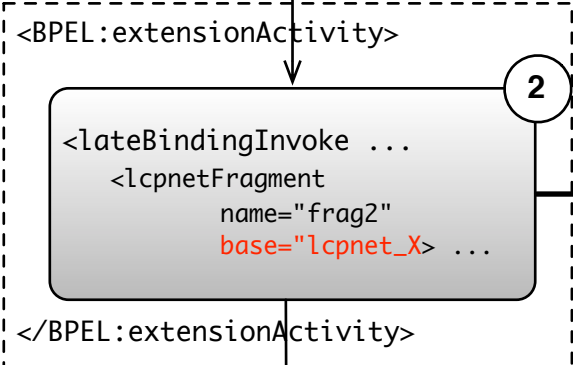 <BPEL:extensionActivity>
2
<lateBindingInvoke ...
<lcpnetFragment
name="frag2"
base="lcpnet_X> ...
</BPEL:extensionActivity>